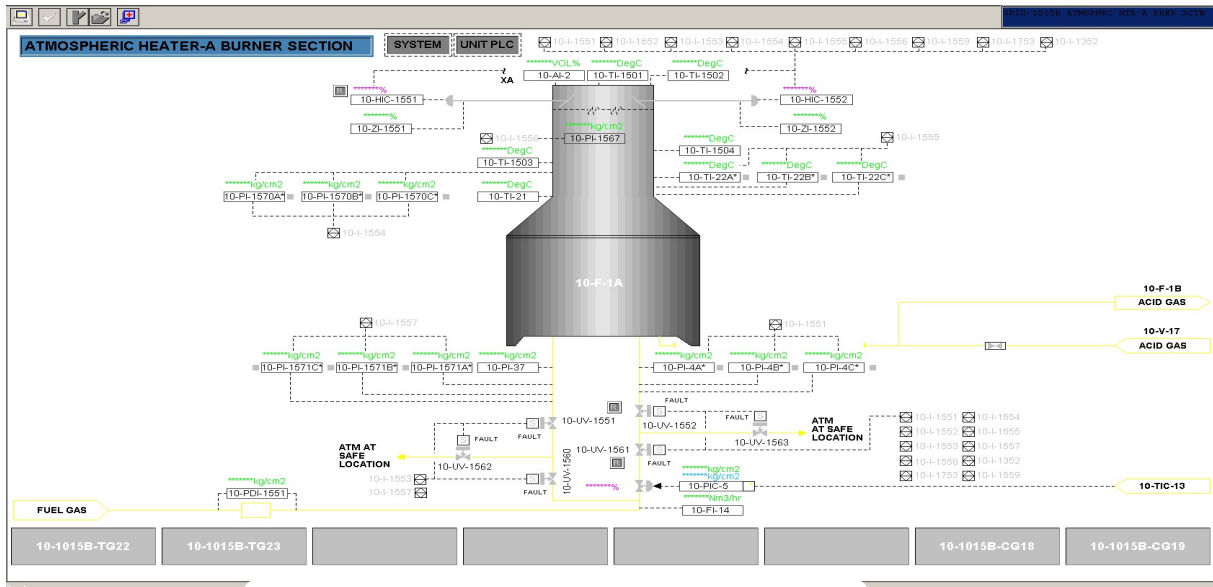 SR10-1015B ATMSPHRC HTR-A BRNR SCTN
ATMOSPHERIC HEATER-A BURNER SECTION
SYSTEM
UNIT PLC
10-I-1551
10-I-1552
10-I-1553
10-I-1554
10-I-1555
10-I-1556
10-I-1559
10-I-1753
10-I-1352
*******VOL%
*******DegC
*******DegC
10-AI-2
10-TI-1501
10-TI-1502
XA
R
*******%
10-HIC-1551
*******%
10-HIC-1552
*******%
10-ZI-1551
*******%
10-ZI-1552
*******kg/cm2
10-PI-1567
10-I-1556
10-I-1555
*******DegC
10-TI-1503
*******DegC
10-TI-1504
*******DegC
*******DegC
*******DegC
10-TI-22A*
10-TI-22B*
10-TI-22C*
*******kg/cm2
*******kg/cm2
*******kg/cm2
*******DegC
10-PI-1570A*
10-PI-1570B*
10-PI-1570C*
10-TI-21
10-I-1554
10-F-1A
10-F-1B
ACID GAS
10-V-17
ACID GAS
10-I-1557
10-I-1551
*******kg/cm2
*******kg/cm2
*******kg/cm2
*******kg/cm2
*******kg/cm2
*******kg/cm2
*******kg/cm2
10-PI-1571C*
10-PI-1571B*
10-PI-1571A*
10-PI-37
10-PI-4A*
10-PI-4B*
10-PI-4C*
R
S
FAULT
S
FAULT
10-UV-1551
10-UV-1552
S
FAULT
10-UV-1563
ATM
AT SAFE
LOCATION
S
FAULT
10-UV-1562
ATM AT
SAFE
LOCATION
10-UV-1561
S
FAULT
R
10-UV-1560
S
FAULT
10-I-1553
10-I-1557
10-I-1551
10-I-1554
10-I-1552
10-I-1555
10-I-1553
10-I-1557
10-I-1558
10-I-1352
10-I-1753
10-I-1559
*******kg/cm2
*******kg/cm2
*******%
10-PIC-5
10-TIC-13
*******Nm3/hr
10-FI-14
*******kg/cm2
10-PDI-1551
FUEL GAS
10-1015B-TG22
10-1015B-TG23
10-1015B-CG18
10-1015B-CG19